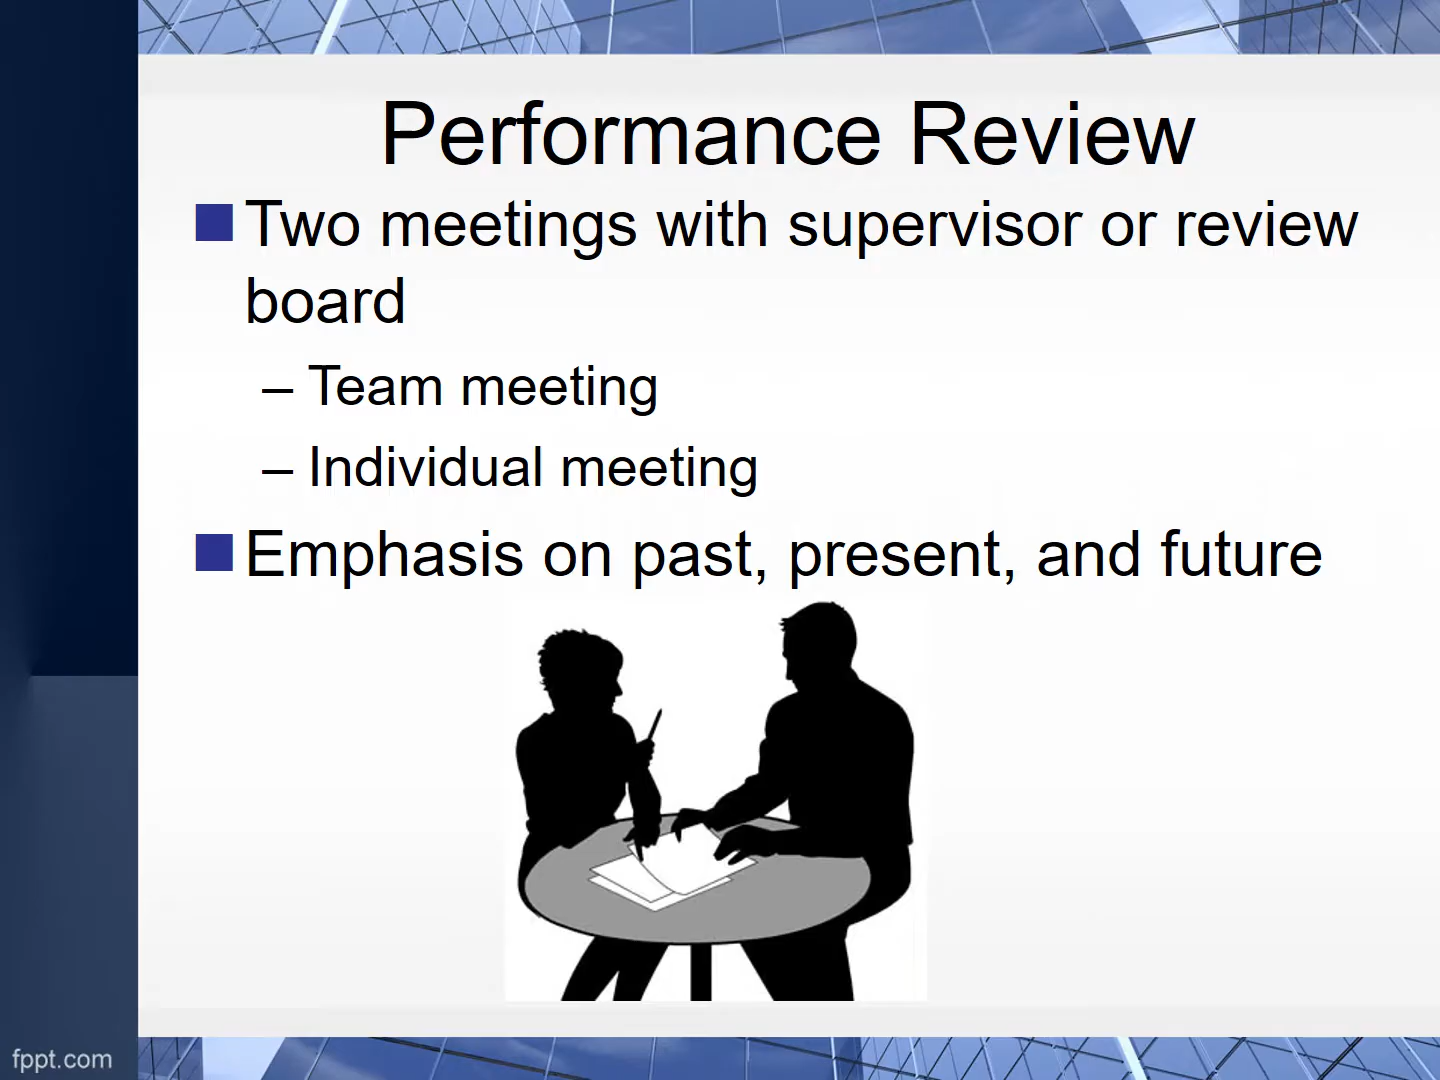 Performance Review
Two meetings with supervisor or review
board
– Team meeting
– Individual meeting
Emphasis on past, present, and future
fppt.com